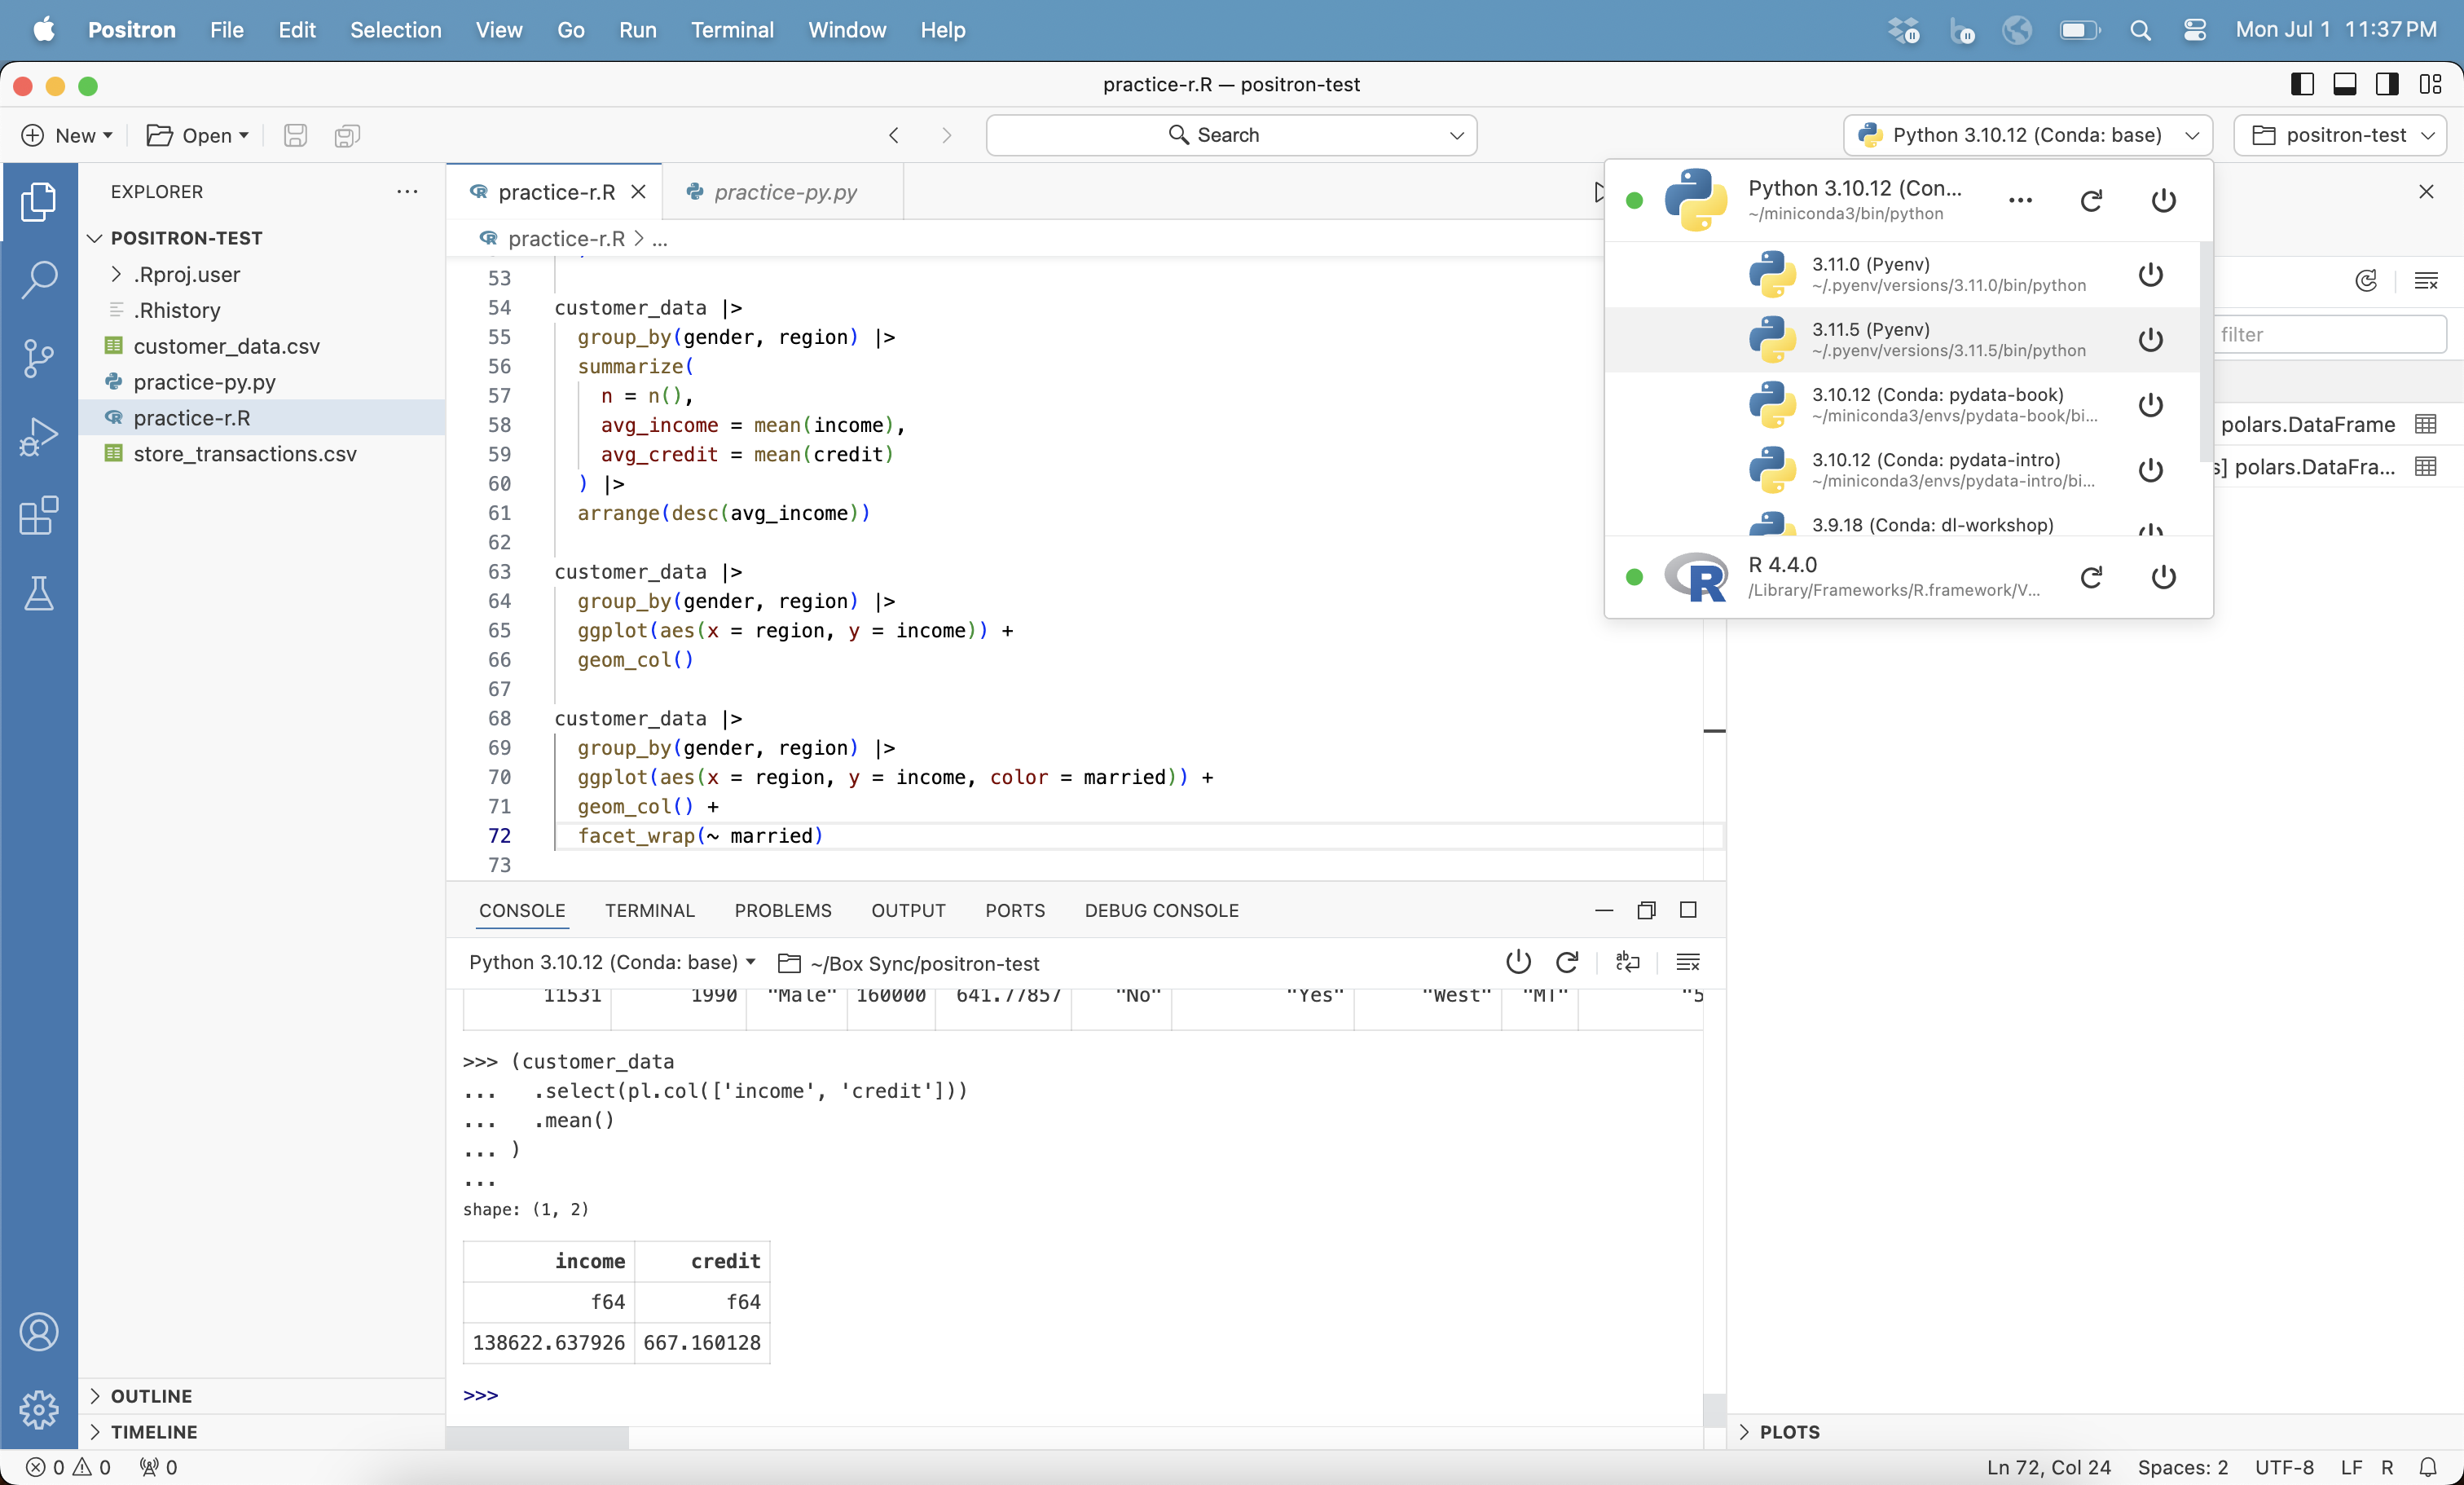 Positron File Edit Selection View Go Run Terminal Window Help Mon Jul 1 11:37 PM
practice-r.R — positron-test
New Open Search Python 3.10.12 (Conda: base) positron-test
EXPLORER
POSITRON-TEST
.Rproj.user
.Rhistory
customer_data.csv
practice-py.py
practice-r.R
store_transactions.csv
OUTLINE
TIMELINE
practice-r.R practice-py.py
practice-r.R > ...
53
54 customer_data |>
55 group_by(gender, region) |>
56 summarize(
57 n = n(),
58 avg_income = mean(income),
59 avg_credit = mean(credit)
60 ) |>
61 arrange(desc(avg_income))
62
63 customer_data |>
64 group_by(gender, region) |>
65 ggplot(aes(x = region, y = income)) +
66 geom_col()
67
68 customer_data |>
69 group_by(gender, region) |>
70 ggplot(aes(x = region, y = income, color = married)) +
71 geom_col() +
72 facet_wrap(~ married)
73
CONSOLE TERMINAL PROBLEMS OUTPUT PORTS DEBUG CONSOLE
Python 3.10.12 (Conda: base) ~/Box Sync/positron-test
11531 1990 "Male" 160000 641.77857 "No" "Yes" "West" "MT" "5
>>> (customer_data
... .select(pl.col(['income', 'credit']))
... .mean()
... )
...
shape: (1, 2)
income credit
f64 f64
138622.637926 667.160128
>>>
Python 3.10.12 (Con...
~/miniconda3/bin/python
3.11.0 (Pyenv)
~/.pyenv/versions/3.11.0/bin/python
3.11.5 (Pyenv)
~/.pyenv/versions/3.11.5/bin/python
3.10.12 (Conda: pydata-book)
~/miniconda3/envs/pydata-book/bi...
3.10.12 (Conda: pydata-intro)
~/miniconda3/envs/pydata-intro/bi...
3.9.18 (Conda: dl-workshop)
R 4.4.0
/Library/Frameworks/R.framework/V...
filter
polars.DataFrame
s] polars.DataFra...
PLOTS
0 0 0 Ln 72, Col 24 Spaces: 2 UTF-8 LF R